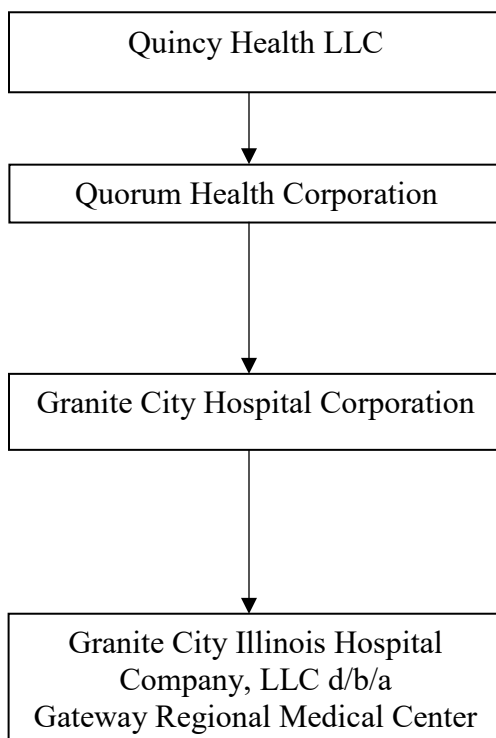 Quincy Health LLC
Quorum Health Corporation
Granite City Hospital Corporation
Granite City Illinois Hospital
Company, LLC d/b/a
Gateway Regional Medical Center